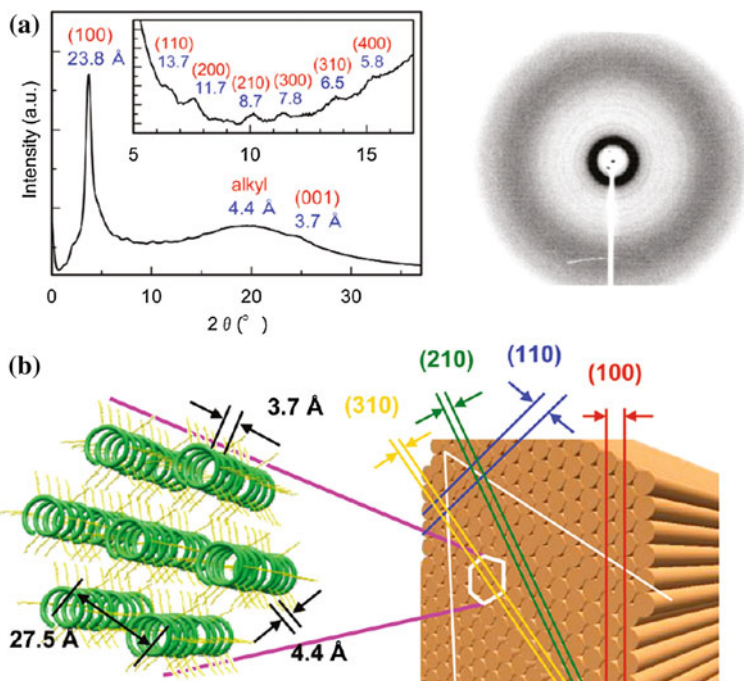 (a)
(100)
23.8 Å
(110)
13.7
(200)
11.7
(210)
8.7
(300)
7.8
(310)
6.5
(400)
5.8
5
10
15
alkyl
4.4 Å
(001)
3.7 Å
Intensity (a.u.)
0
10
20
30
2 θ (°)
(b)
3.7 Å
27.5 Å
4.4 Å
(310)
(210)
(110)
(100)